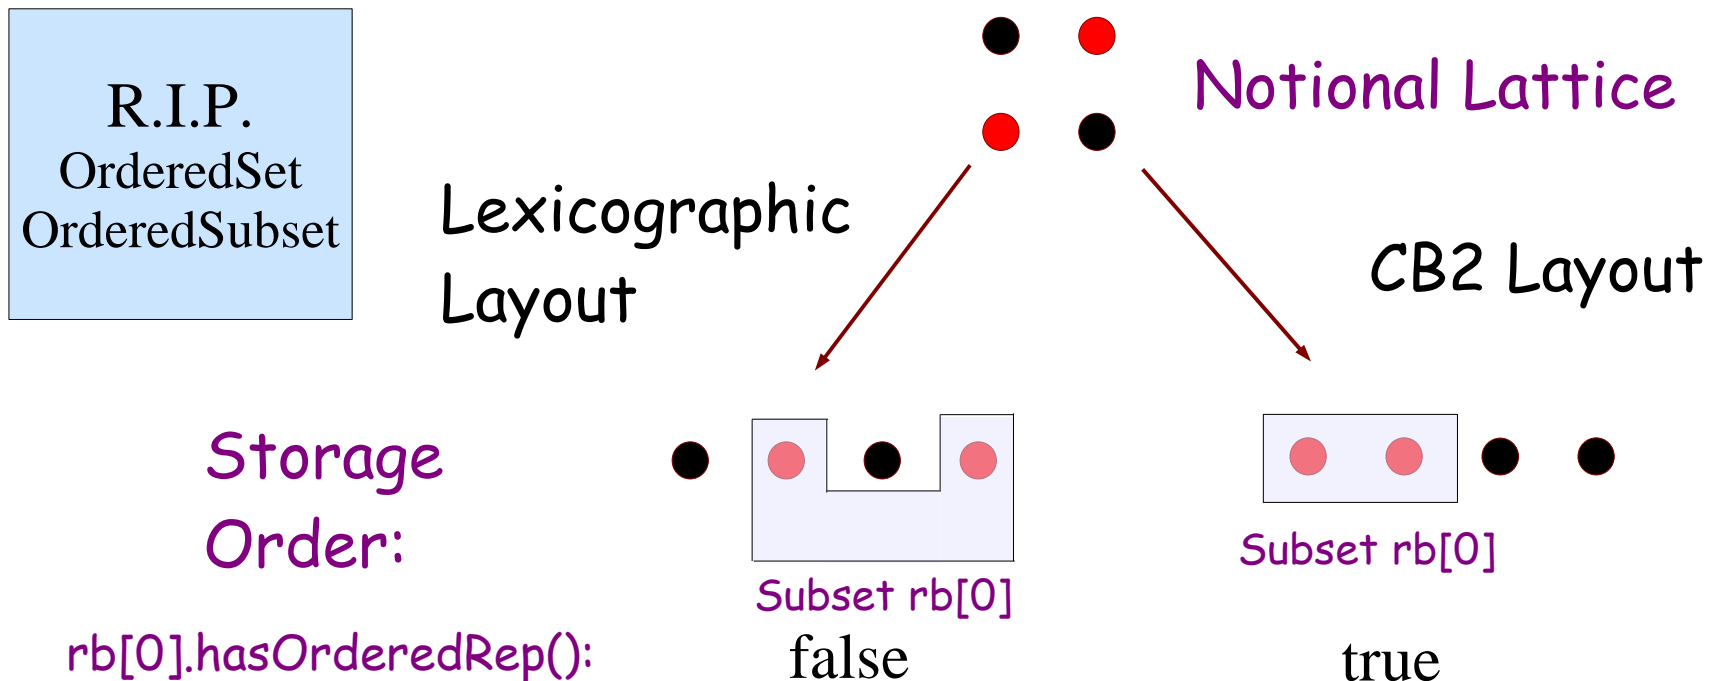 R.I.P.
OrderedSet
OrderedSubset
Notional Lattice
Lexicographic
Layout
CB2 Layout
Storage
Order:
Subset rb[0]
Subset rb[0]
rb[0].hasOrderedRep():
false
true